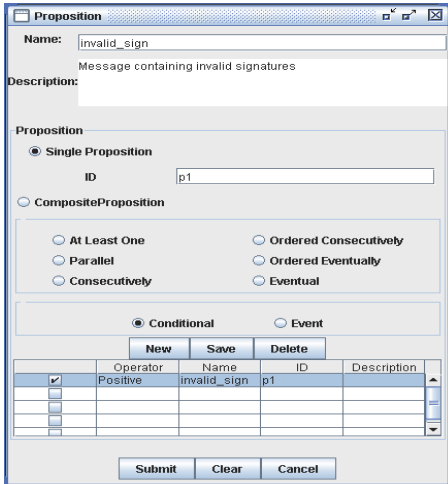 Proposition
Name: invalid_sign
Description: Message containing invalid signatures
Proposition
Single Proposition
ID p1
CompositeProposition
At Least One Ordered Consecutively
Parallel Ordered Eventually
Consecutively Eventual
Conditional Event
New Save Delete
Operator Name ID Description
Positive invalid_sign p1
Submit Clear Cancel